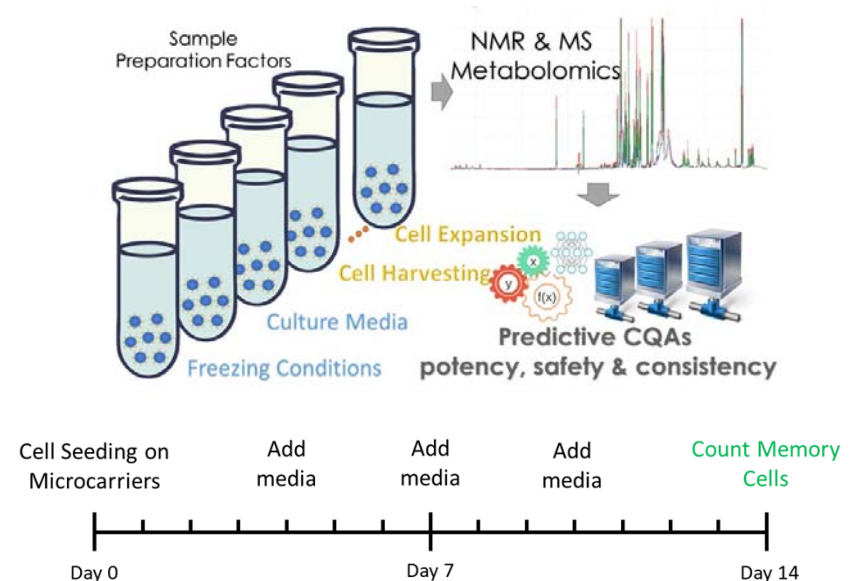 Sample
Preparation Factors
NMR & MS
Metabolomics
Cell Expansion
Cell Harvesting
Culture Media
Freezing Conditions
x
y
f(x)
Predictive CQAs
potency, safety & consistency
Cell Seeding on
Microcarriers
Add
media
Add
media
Add
media
Count Memory
Cells
Day 0
Day 7
Day 14